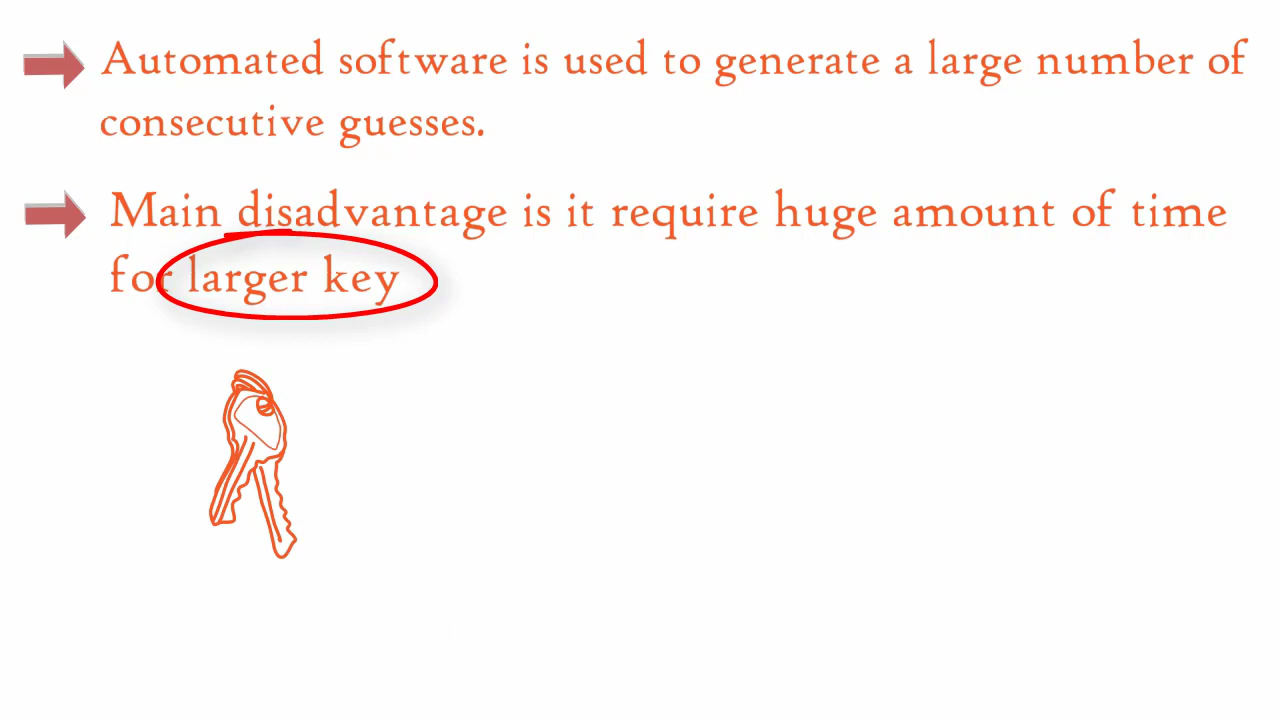 Automated software is used to generate a large number of
consecutive guesses.
Main disadvantage is it require huge amount of time
for larger key